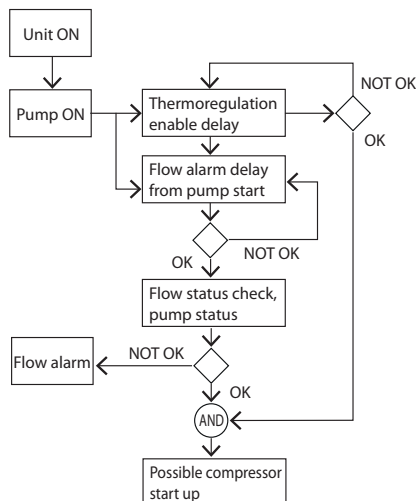 Unit ON
NOT OK
Pump ON
Thermoregulation
enable delay
OK
Flow alarm delay
from pump start
NOT OK
OK
Flow status check,
pump status
NOT OK
Flow alarm
OK
AND
Possible compressor
start up